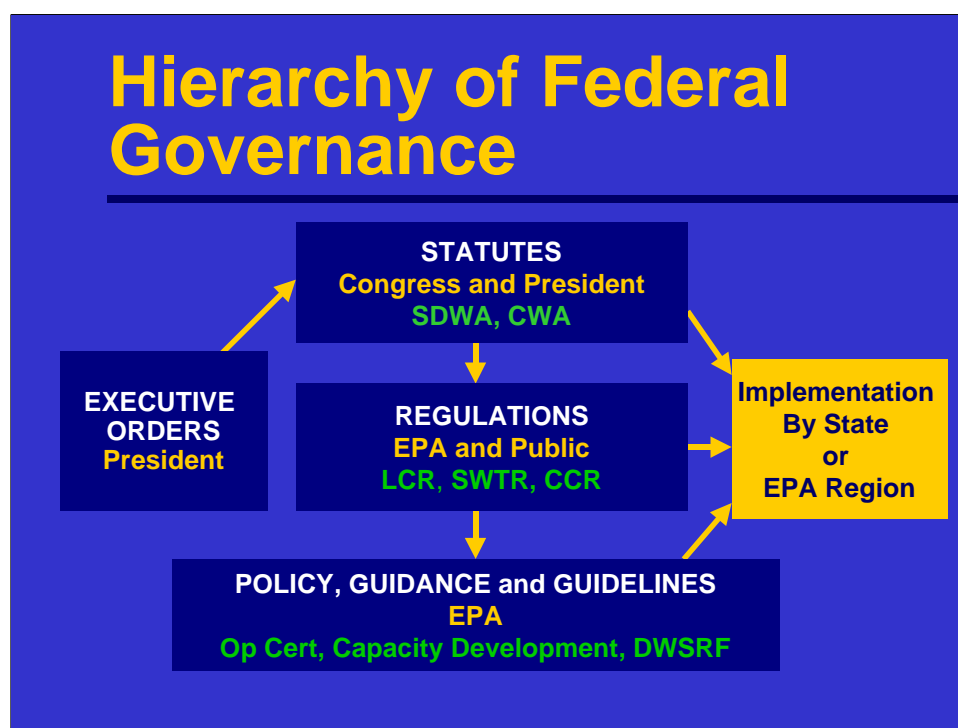 Hierarchy of Federal
Governance
STATUTES
Congress and President
SDWA, CWA
EXECUTIVE
ORDERS
President
REGULATIONS
EPA and Public
LCR, SWTR, CCR
Implementation
By State
or
EPA Region
POLICY, GUIDANCE and GUIDELINES
EPA
Op Cert, Capacity Development, DWSRF